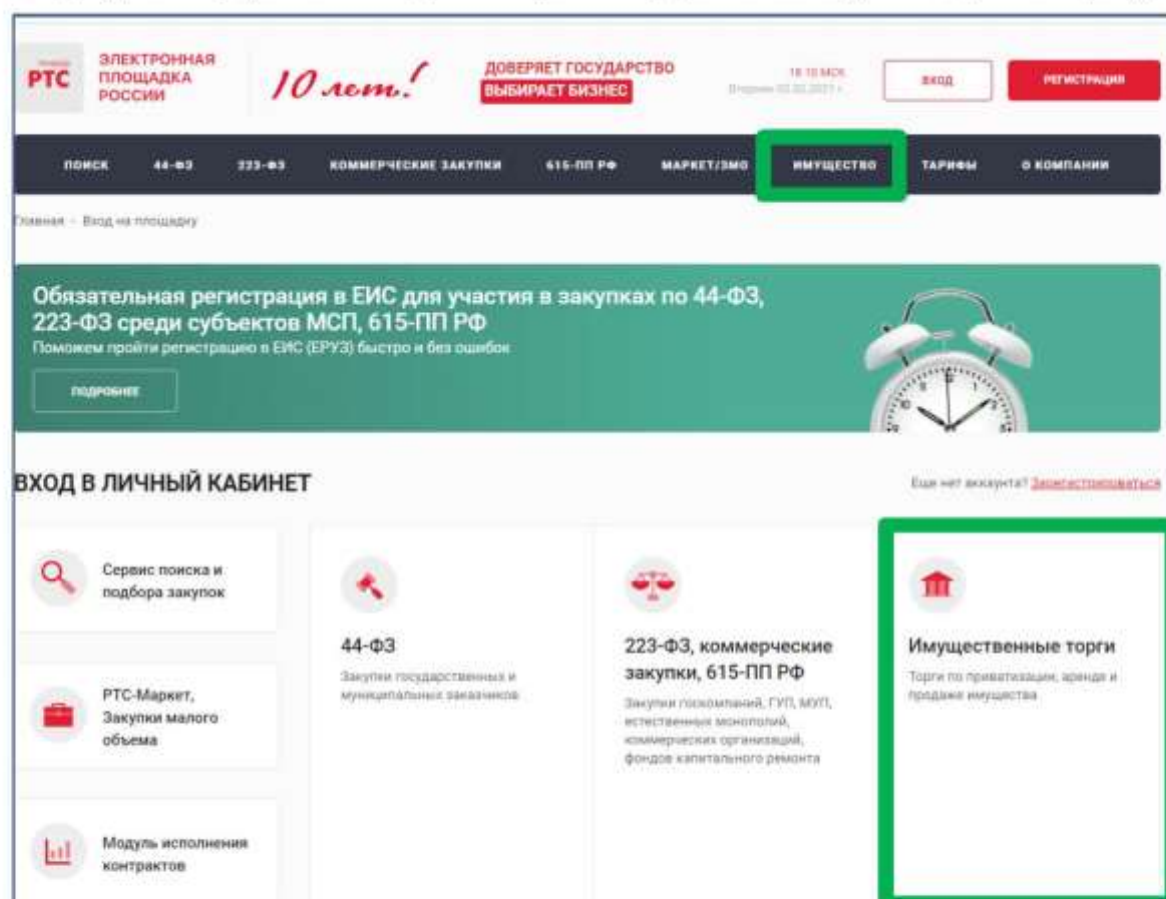 РТС
ЭЛЕКТРОННАЯ
ПЛОЩАДКА
РОССИИ
10 лет!
ДОВЕРЯЕТ ГОСУДАРСТВО
ВЫБИРАЕТ БИЗНЕС
18:10 МСК
ВХОД
РЕГИСТРАЦИЯ
ПОИСК 44-ФЗ 223-ФЗ КОММЕРЧЕСКИЕ ЗАКУПКИ 615-ПП РФ МАРКЕТ/ЗМО ИМУЩЕСТВО ТАРИФЫ О КОМПАНИИ
Главная - Вход на площадку
Обязательная регистрация в ЕИС для участия в закупках по 44-ФЗ,
223-ФЗ среди субъектов МСП, 615-ПП РФ
Поможем пройти регистрацию в ЕИС (ЕРУЗ) быстро и без ошибок
ПОДРОБНЕЕ
ВХОД В ЛИЧНЫЙ КАБИНЕТ
Еще нет аккаунта? Зарегистрироваться
Сервис поиска и
подбора закупок
РТС-Маркет,
Закупки малого
объема
Модуль исполнения
контрактов
44-ФЗ
Закупки государственных и
муниципальных заказчиков
223-ФЗ, коммерческие
закупки, 615-ПП РФ
Закупки госкомпаний, ГУП, МУП,
естественных монополий,
коммерческих организаций,
фондов капитального ремонта
Имущественные торги
Торги по приватизации, аренде и
продаже имущества